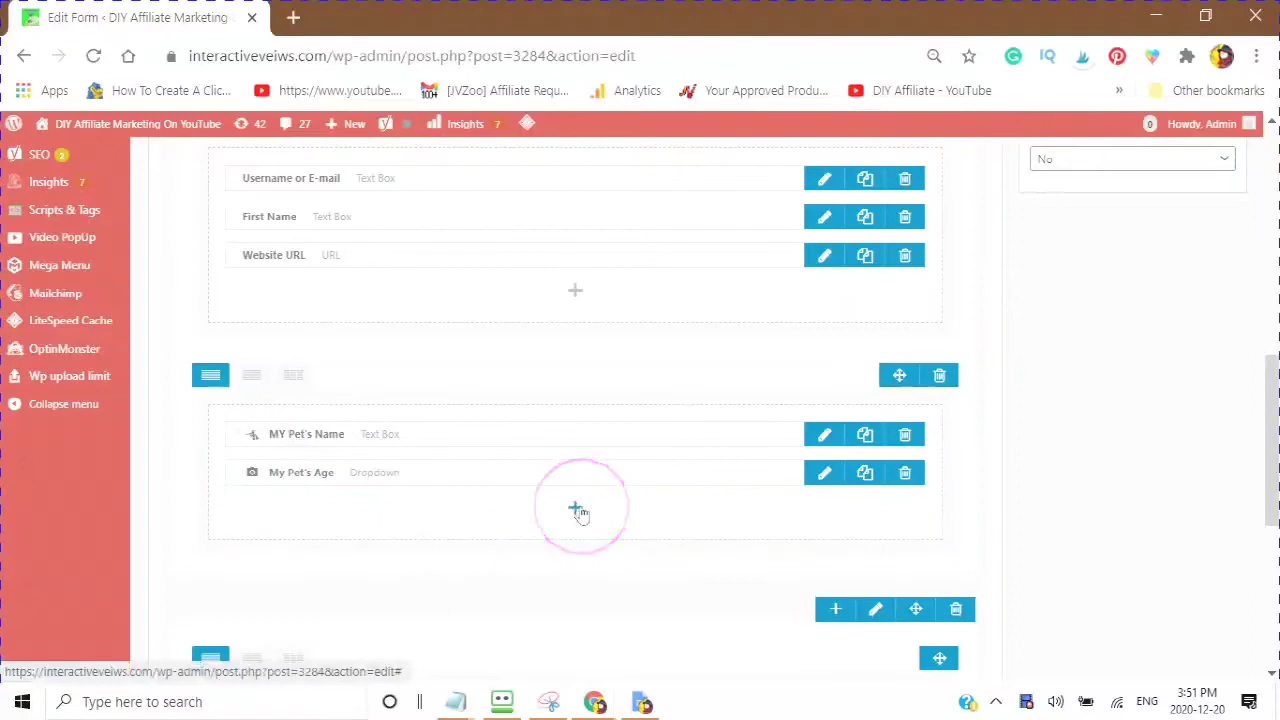 Edit Form ‹ DIY Affiliate Marketing
interactiveveiws.com/wp-admin/post.php?post=3284&action=edit
Apps How To Create A Clic... https://www.youtube.... [JVZoo] Affiliate Requ... Analytics Your Approved Produ... DIY Affiliate - YouTube » Other bookmarks
DIY Affiliate Marketing On YouTube 42 27 New Insights 7 0 Howdy, Admin
SEO 2
Insights 7
Scripts & Tags
Video PopUp
Mega Menu
Mailchimp
LiteSpeed Cache
OptinMonster
Wp upload limit
Collapse menu
No
Username or E-mail Text Box
First Name Text Box
Website URL URL
MY Pet's Name Text Box
My Pet's Age Dropdown
https://interactiveveiws.com/wp-admin/post.php?post=3284&action=edit#
Type here to search
ENG
3:51 PM
2020-12-20